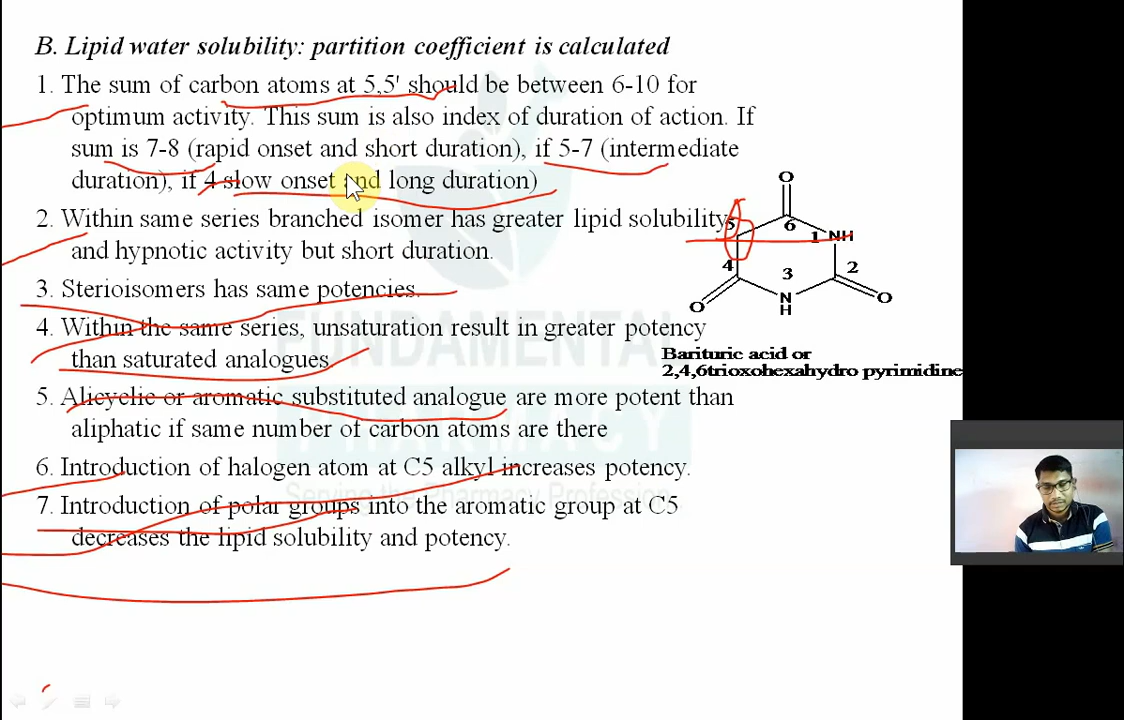 B. Lipid water solubility: partition coefficient is calculated
1. The sum of carbon atoms at 5,5' should be between 6-10 for
optimum activity. This sum is also index of duration of action. If
sum is 7-8 (rapid onset and short duration), if 5-7 (intermediate
duration), if 4 slow onset and long duration)
2. Within same series branched isomer has greater lipid solubility
and hypnotic activity but short duration.
3. Sterioisomers has same potencies.
4. Within the same series, unsaturation result in greater potency
than saturated analogues
5. Alicyclic or aromatic substituted analogue are more potent than
aliphatic if same number of carbon atoms are there
6. Introduction of halogen atom at C5 alkyl increases potency.
7. Introduction of polar groups into the aromatic group at C5
decreases the lipid solubility and potency.
O
5 6
1 NH
4 3 2
O N O
H
Barituric acid or
2,4,6trioxohexahydro pyrimidine
FUNDAMENTAL
PHARMACY
Serving the Pharmacy Profession